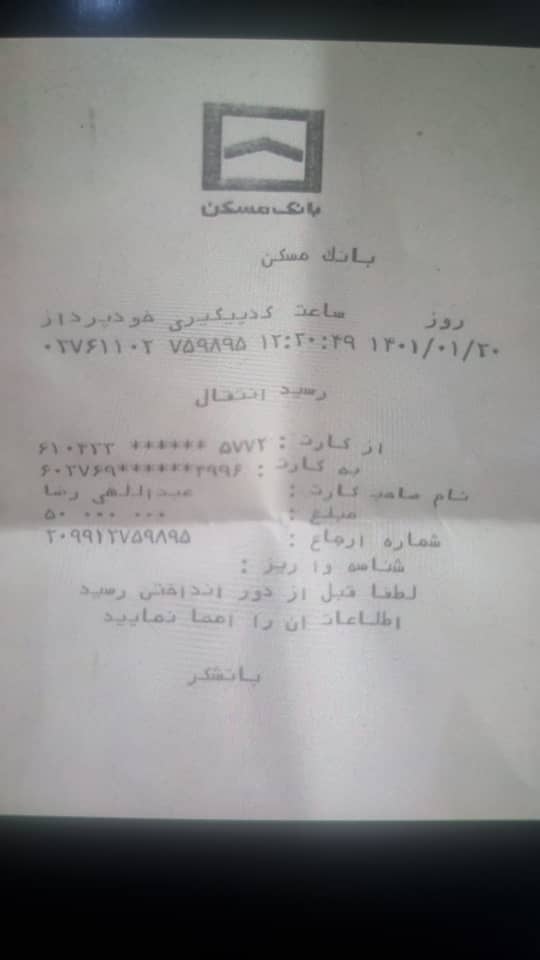 بانک مسکن
بانک مسکن
روز ساعت کدپیگیری خودپرداز
۱۴۰۱/۰۱/۲۰ ۱۲:۲۰:۴۹ ۷۵۹۸۹۵ ۰۲۷۶۱۱۰۲
رسید انتقال
از کارت : ۵۷۷۲ ****** ۶۱۰۴۳۳
به کارت : ۲۹۹۶******۶۰۳۷۶۹
نام صاحب کارت : عبداللهی رضا
مبلغ : ۵۰ ۰۰۰ ۰۰۰
شماره ارجاع : ۲۰۹۹۱۲۷۵۹۸۹۵
شناسه واریز :
لطفا قبل از دور انداختن رسید
اطلاعات ان را امحا نمایید
باتشکر